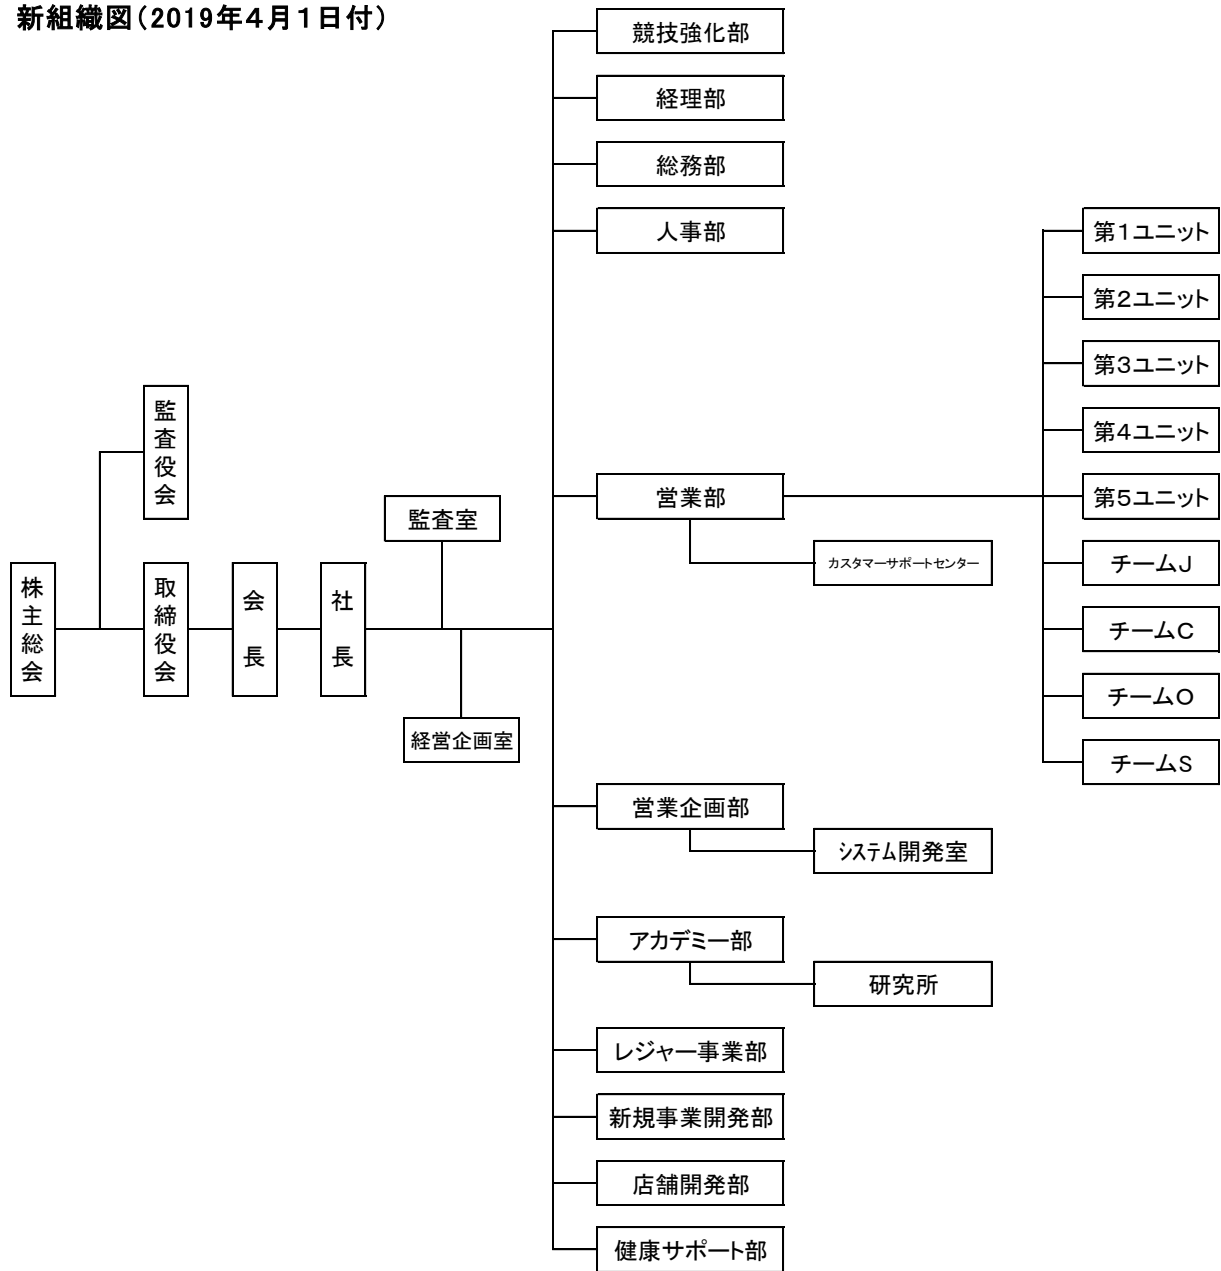 新組織図(2019年４月１日付)
競技強化部
経理部
総務部
人事部
第１ユニット
第２ユニット
第３ユニット
第４ユニット
監査役会
営業部
第５ユニット
監査室
カスタマーサポートセンター
チームＪ
株主総会
取締役会
会長
社長
チームＣ
チームＯ
経営企画室
チームＳ
営業企画部
ｼｽﾃﾑ開発室
アカデミー部
研究所
レジャー事業部
新規事業開発部
店舗開発部
健康サポート部